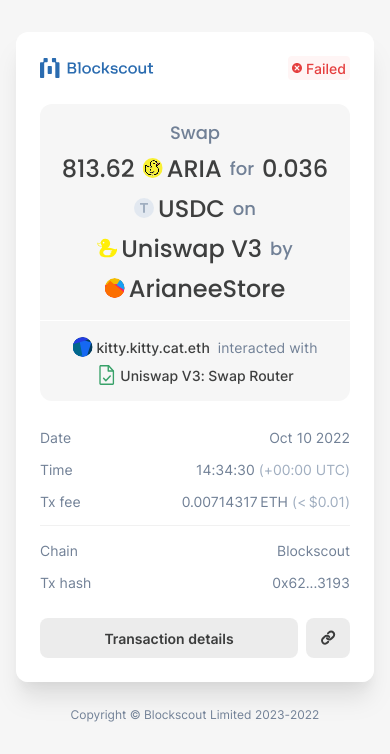 Blockscout Failed
Swap
813.62 ARIA for 0.036
T USDC on
Uniswap V3 by
ArianeeStore
kitty.kitty.cat.eth interacted with
Uniswap V3: Swap Router
Date Oct 10 2022
Time 14:34:30 (+00:00 UTC)
Tx fee 0.00714317 ETH (< $0.01)
Chain Blockscout
Tx hash 0x62...3193
Transaction details
Copyright © Blockscout Limited 2023-2022